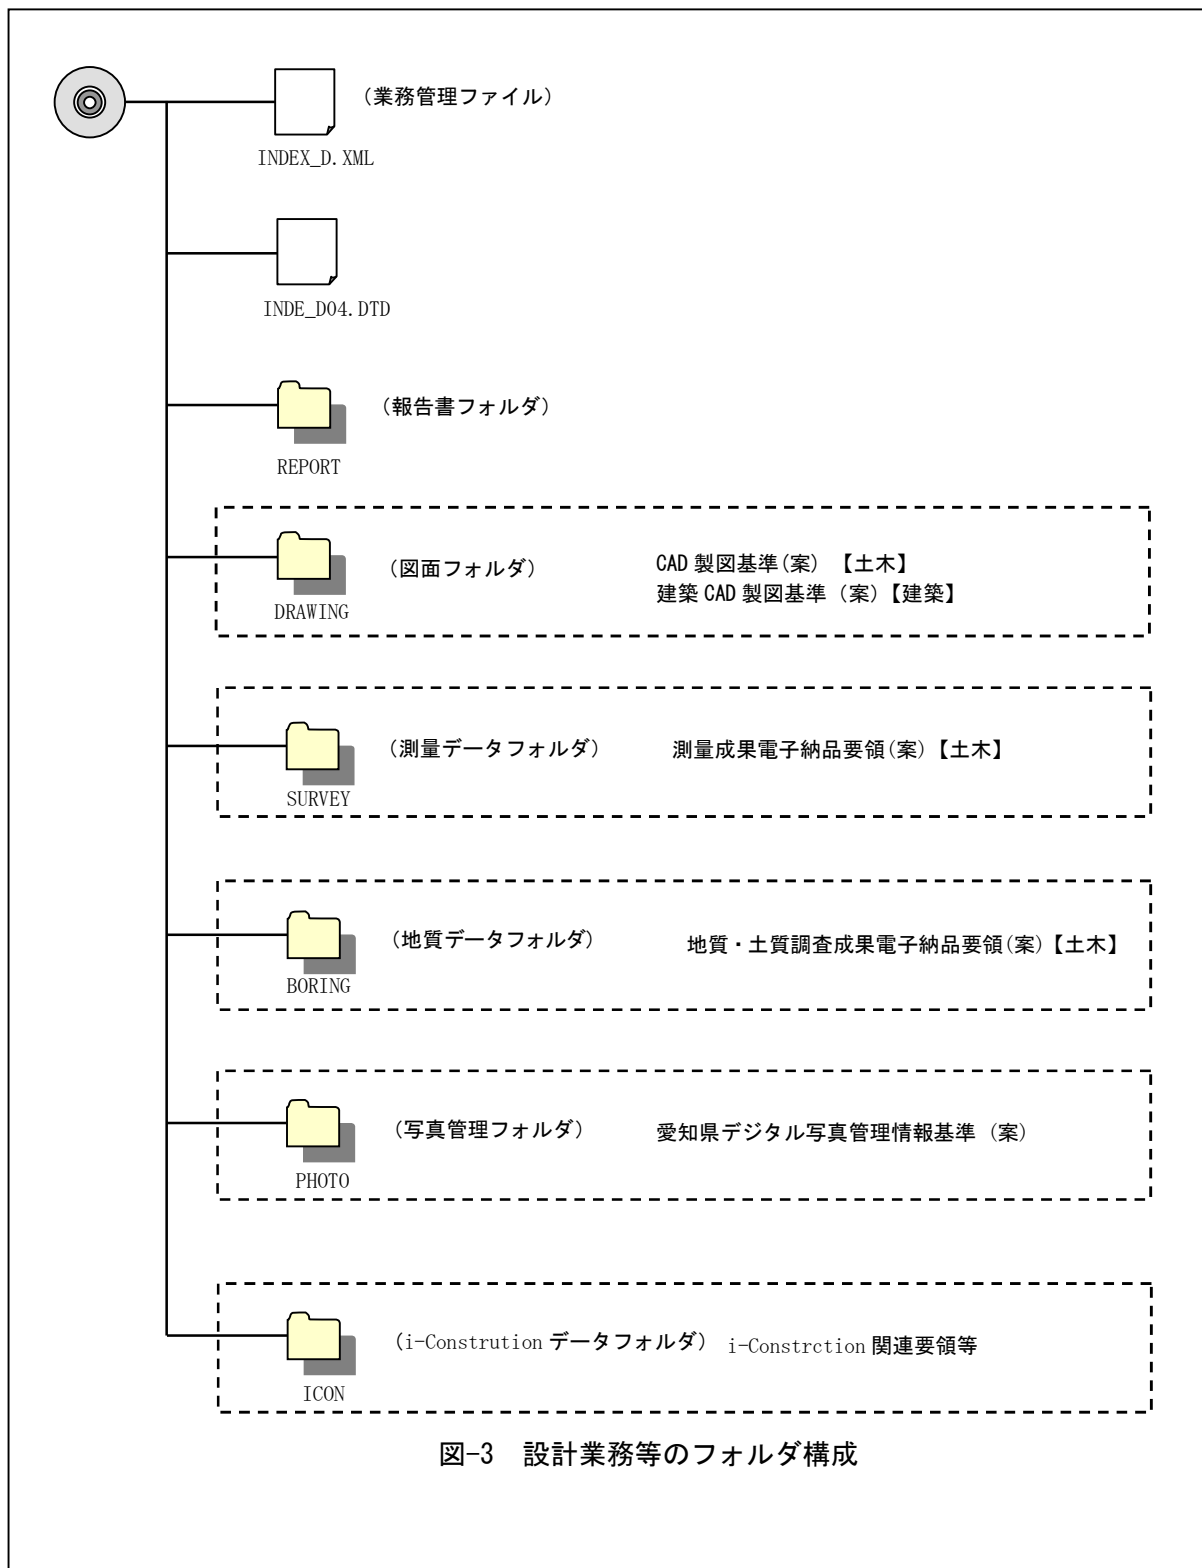 (業務管理ファイル)
INDEX_D.XML
INDE_D04.DTD
(報告書フォルダ)
REPORT
(図面フォルダ) CAD 製図基準(案) 【土木】
建築 CAD 製図基準 (案)【建築】
DRAWING
(測量データフォルダ) 測量成果電子納品要領(案)【土木】
SURVEY
(地質データフォルダ) 地質・土質調査成果電子納品要領(案)【土木】
BORING
(写真管理フォルダ) 愛知県デジタル写真管理情報基準 (案)
PHOTO
(i-Constrution データフォルダ) i-Constrction 関連要領等
ICON
図-3 設計業務等のフォルダ構成